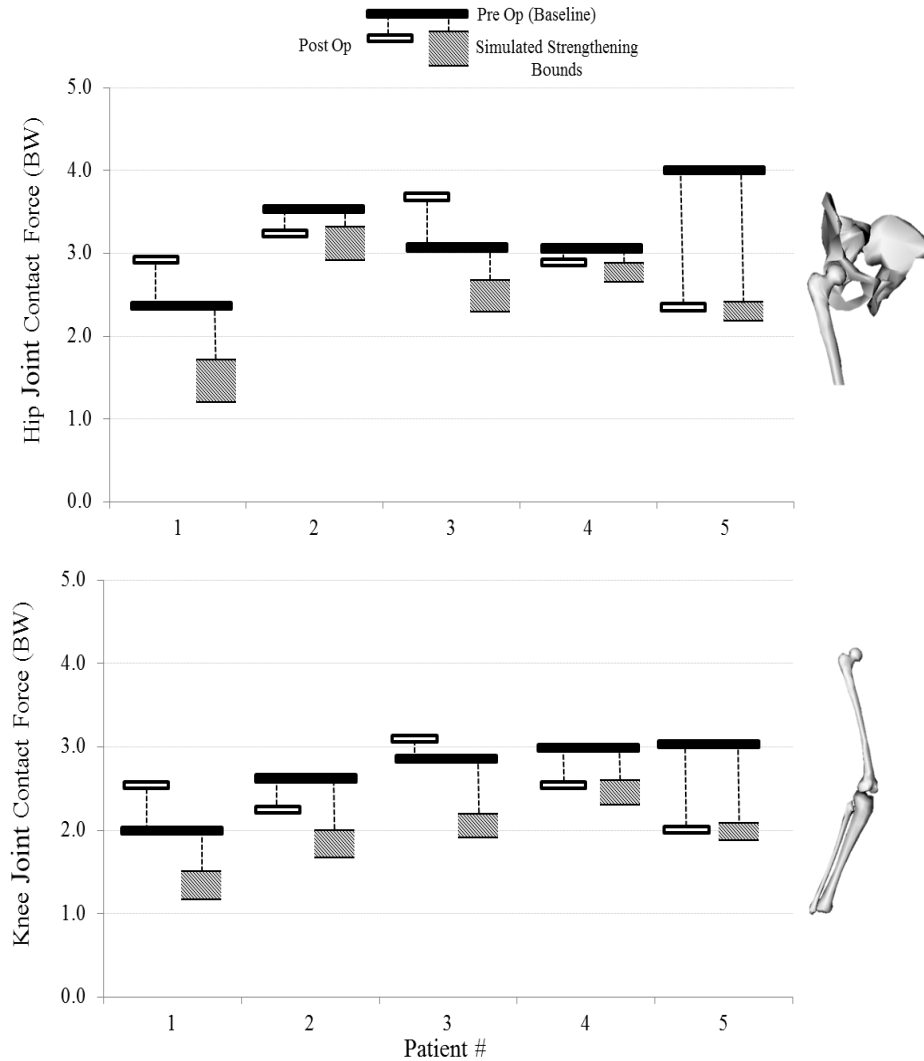 Pre Op (Baseline)
Post Op
Simulated Strengthening
Bounds
Hip Joint Contact Force (BW)
5.0
4.0
3.0
2.0
1.0
0.0
1 2 3 4 5
Knee Joint Contact Force (BW)
5.0
4.0
3.0
2.0
1.0
0.0
1 2 3 4 5
Patient #